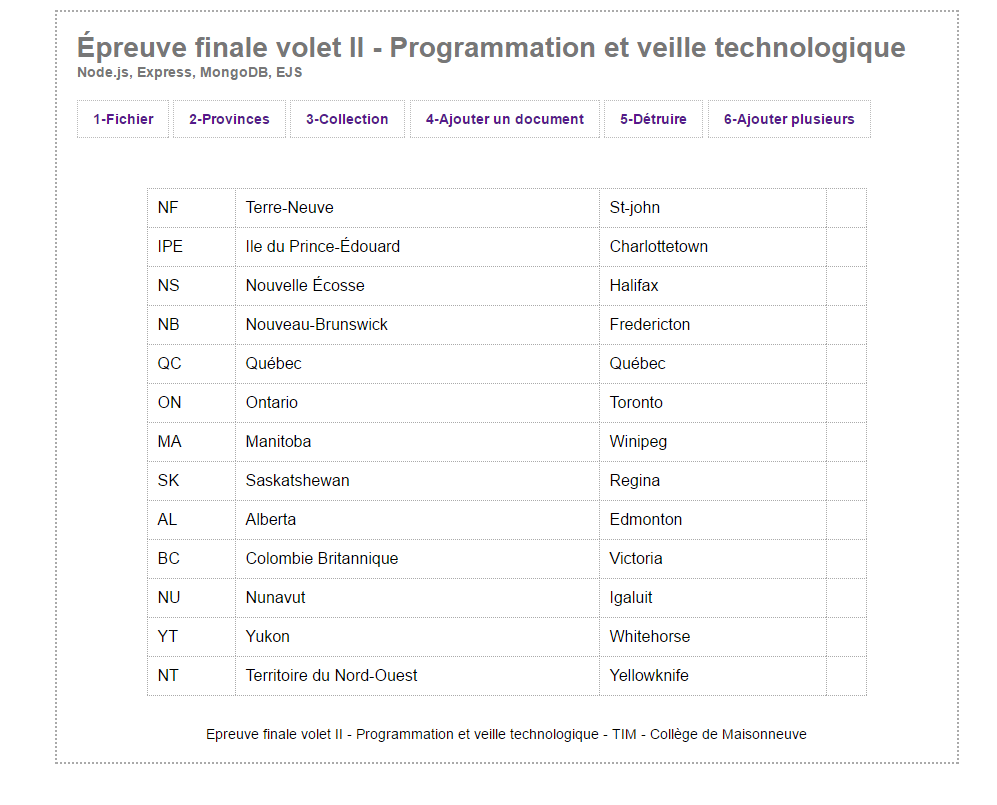 Épreuve finale volet II - Programmation et veille technologique
Node.js, Express, MongoDB, EJS
1-Fichier 2-Provinces 3-Collection 4-Ajouter un document 5-Détruire 6-Ajouter plusieurs
NF Terre-Neuve St-john
IPE Ile du Prince-Édouard Charlottetown
NS Nouvelle Écosse Halifax
NB Nouveau-Brunswick Fredericton
QC Québec Québec
ON Ontario Toronto
MA Manitoba Winipeg
SK Saskatshewan Regina
AL Alberta Edmonton
BC Colombie Britannique Victoria
NU Nunavut Igaluit
YT Yukon Whitehorse
NT Territoire du Nord-Ouest Yellowknife
Epreuve finale volet II - Programmation et veille technologique - TIM - Collège de Maisonneuve